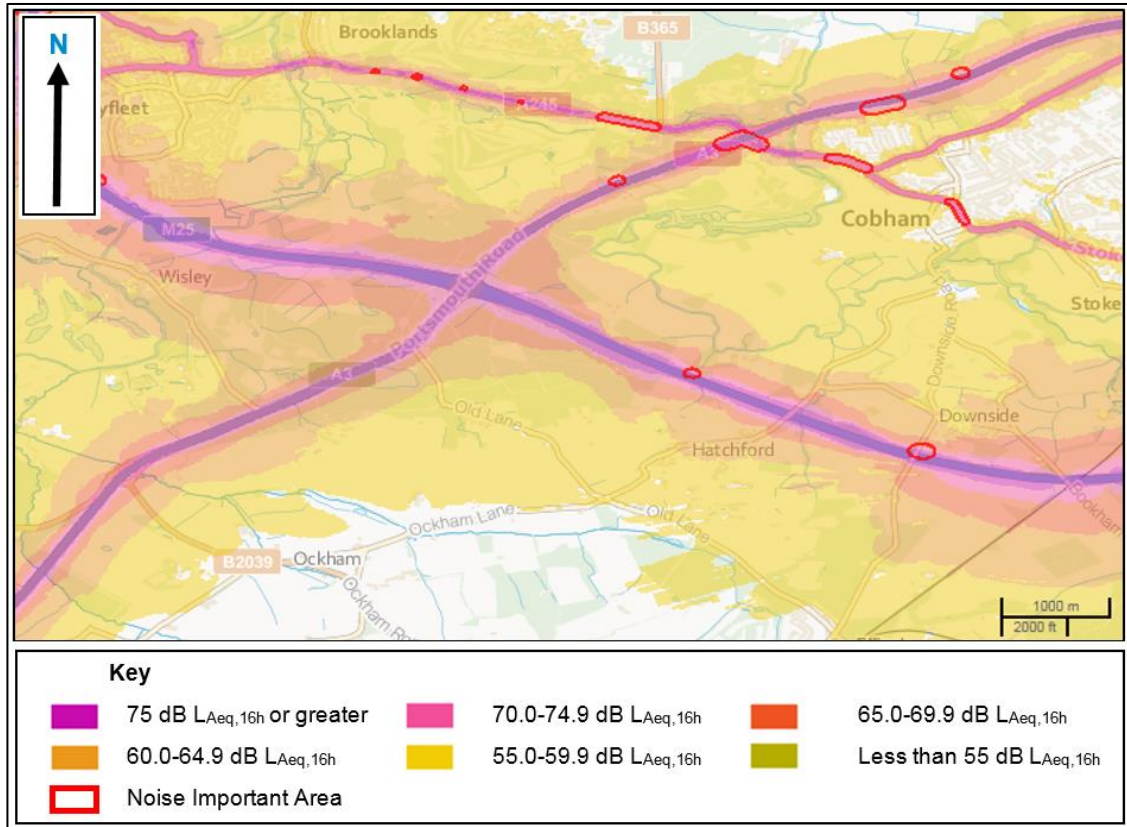 N
Brooklands
B365
yfleet
A245
A3
M25
Cobham
Wisley
Portsmouth Road
Stoke
Downside
A3
Old Lane
Downside
Hatchford
Bookham
Ockham Lane
Old Lane
B2039
Ockham
Ockham Ro
1000 m
2000 ft
Key
75 dB LAeq,16h or greater
70.0-74.9 dB LAeq,16h
65.0-69.9 dB LAeq,16h
60.0-64.9 dB LAeq,16h
55.0-59.9 dB LAeq,16h
Less than 55 dB LAeq,16h
Noise Important Area